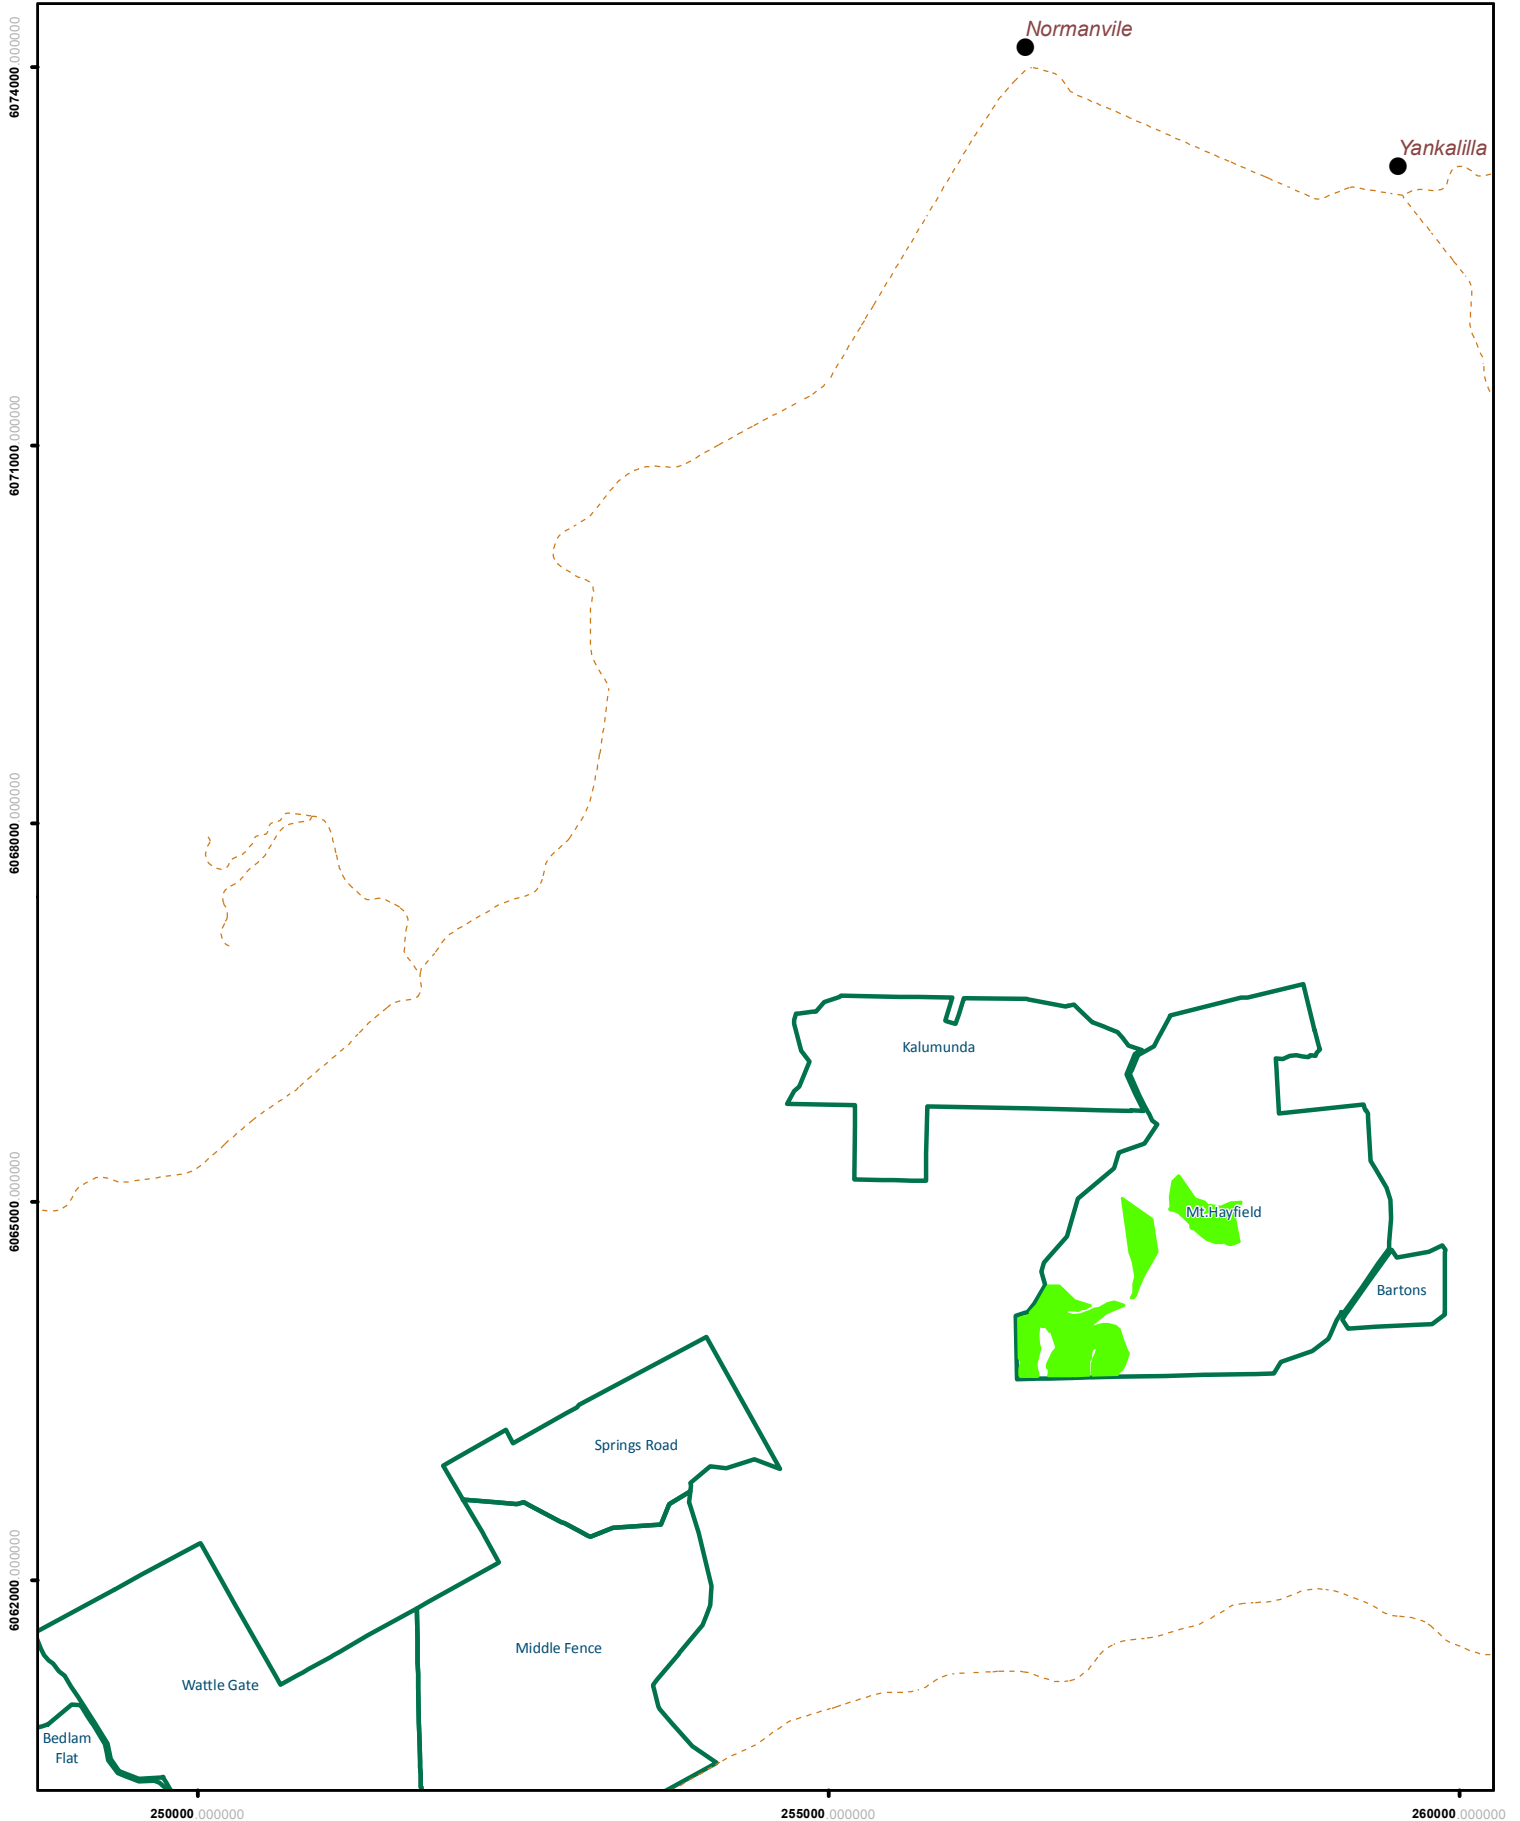 Normanvile
Yankalilla
6074000.000000
6071000.000000
6068000.000000
6065000.000000
6062000.000000
Kalumunda
Mt.Hayfield
Bartons
Springs Road
Middle Fence
Wattle Gate
Bedlam
Flat
250000.000000
255000.000000
260000.000000